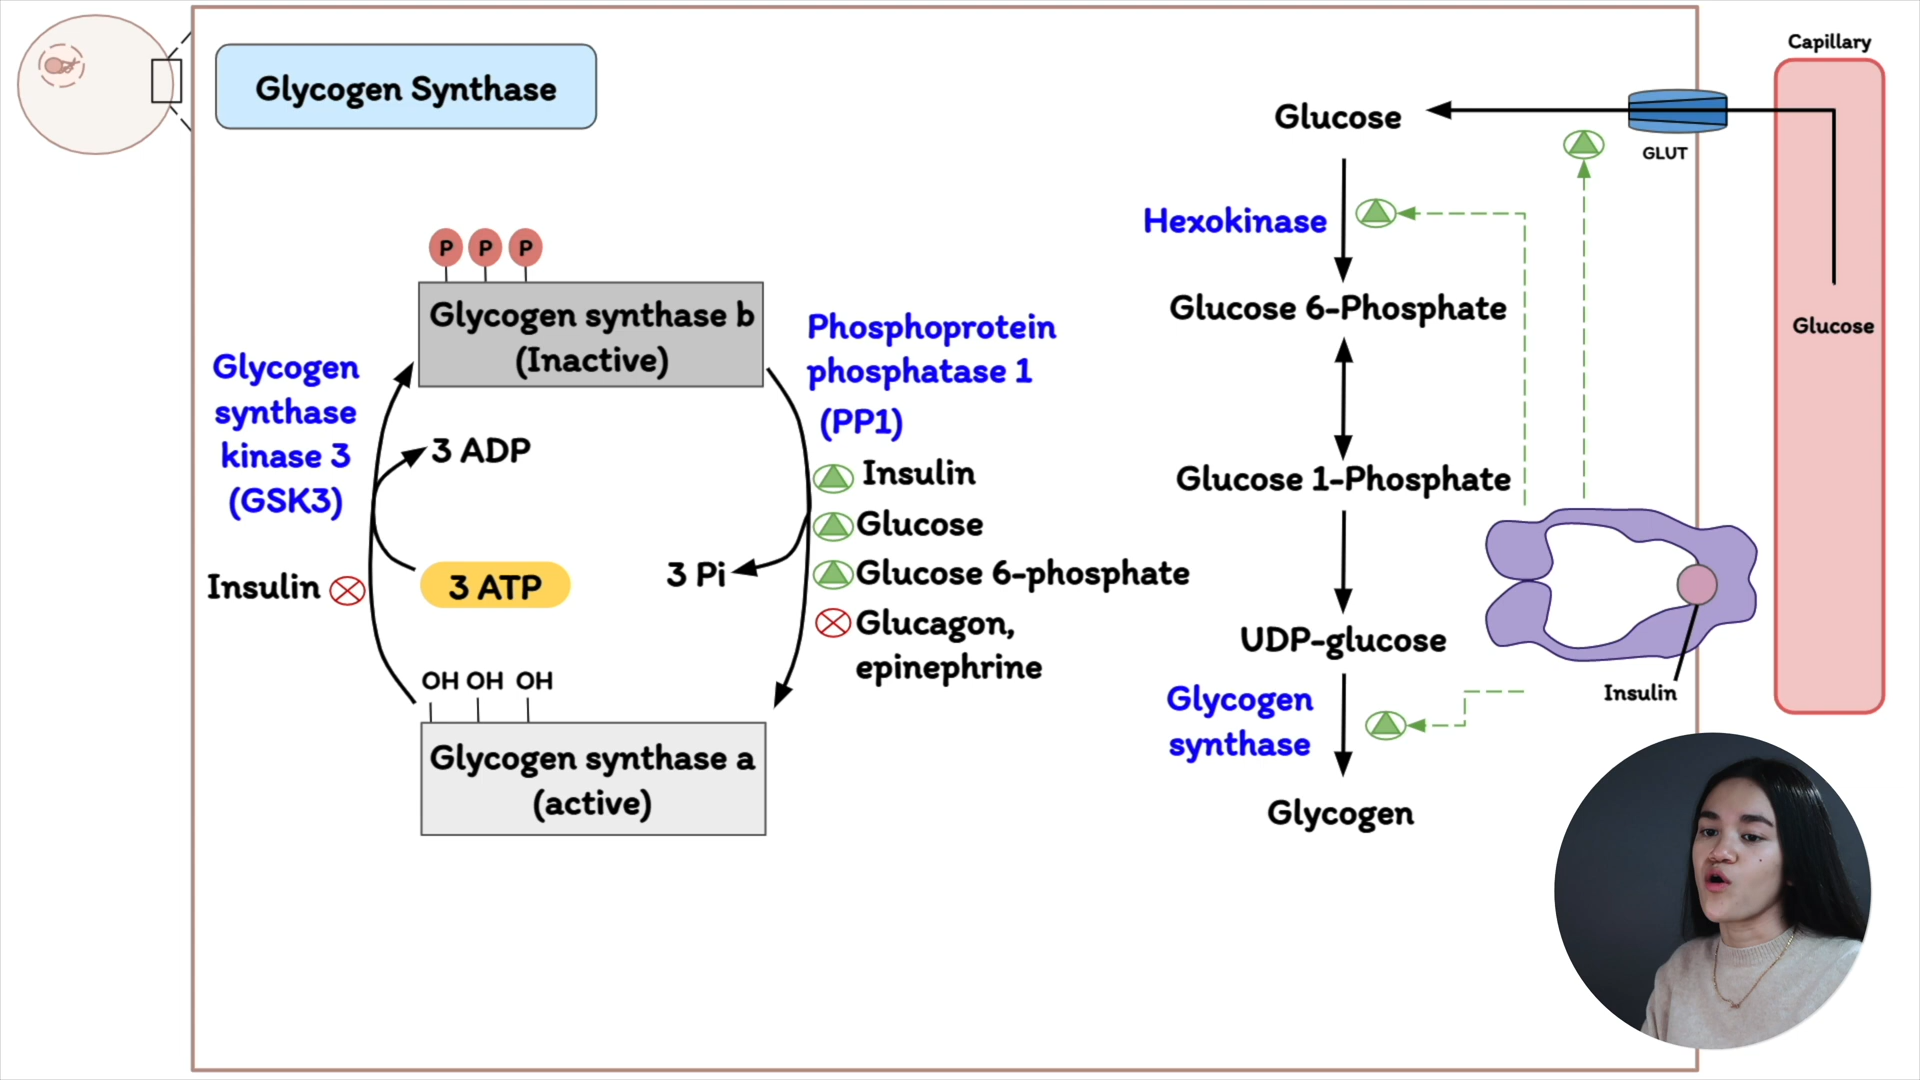 Glycogen Synthase
P P P
Glycogen synthase b
(Inactive)
Glycogen
synthase
kinase 3
(GSK3)
3 ADP
Insulin
3 ATP
3 Pi
Phosphoprotein
phosphatase 1
(PP1)
Insulin
Glucose
Glucose 6-phosphate
Glucagon,
epinephrine
OH OH OH
Glycogen synthase a
(active)
Glucose
Hexokinase
Glucose 6-Phosphate
Glucose 1-Phosphate
UDP-glucose
Glycogen
synthase
Glycogen
GLUT
Capillary
Glucose
Insulin